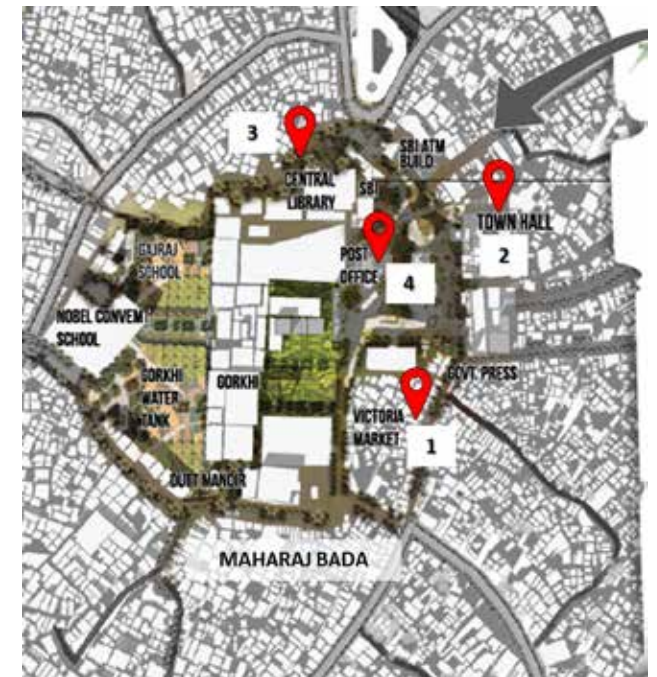 3
SBI ATM
BUILD.
CENTRAL
LIBRARY
SBI
TOWN HALL
2
POST
OFFICE
4
GAJRAJ
SCHOOL
NOBEL CONVENT
SCHOOL
GORKHI
WATER
TANK
GORKHI
GOVT. PRESS
VICTORIA
MARKET
1
DUTT MANDIR
MAHARAJ BADA